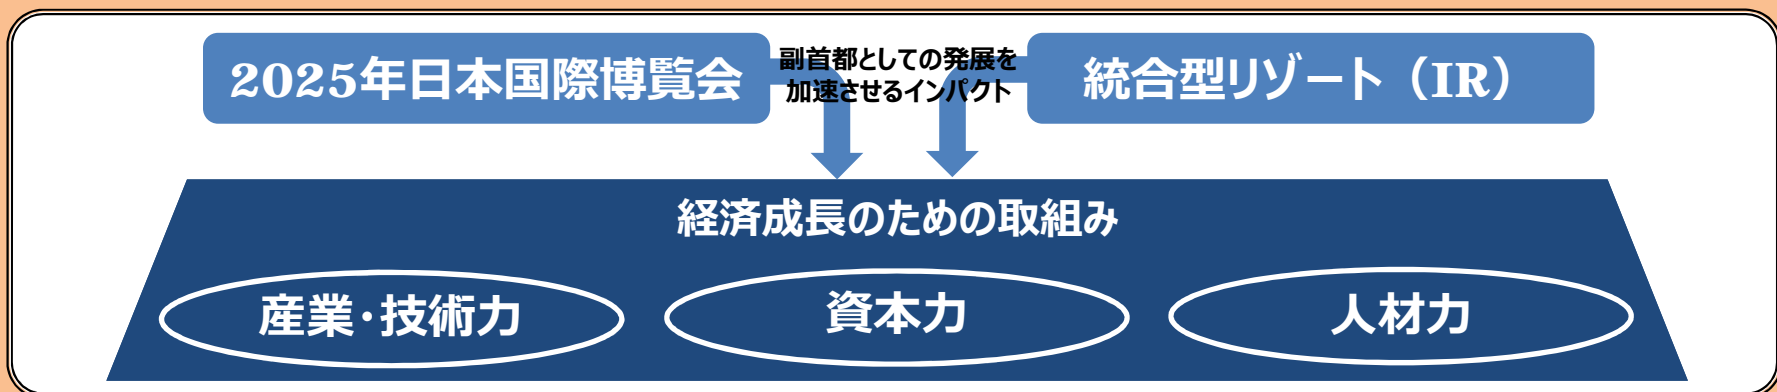 2025年日本国際博覧会
副首都としての発展を
加速させるインパクト
統合型リゾート（IR）
経済成長のための取組み
産業・技術力
資本力
人材力